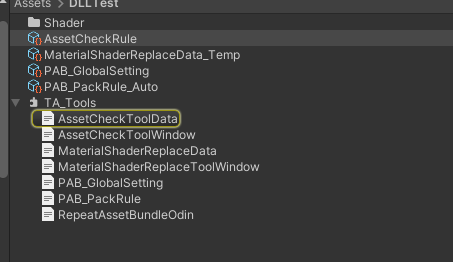 Assets > DLLTest
Shader
AssetCheckRule
MaterialShaderReplaceData_Temp
PAB_GlobalSetting
PAB_PackRule_Auto
TA_Tools
AssetCheckToolData
AssetCheckToolWindow
MaterialShaderReplaceData
MaterialShaderReplaceToolWindow
PAB_GlobalSetting
PAB_PackRule
RepeatAssetBundleOdin